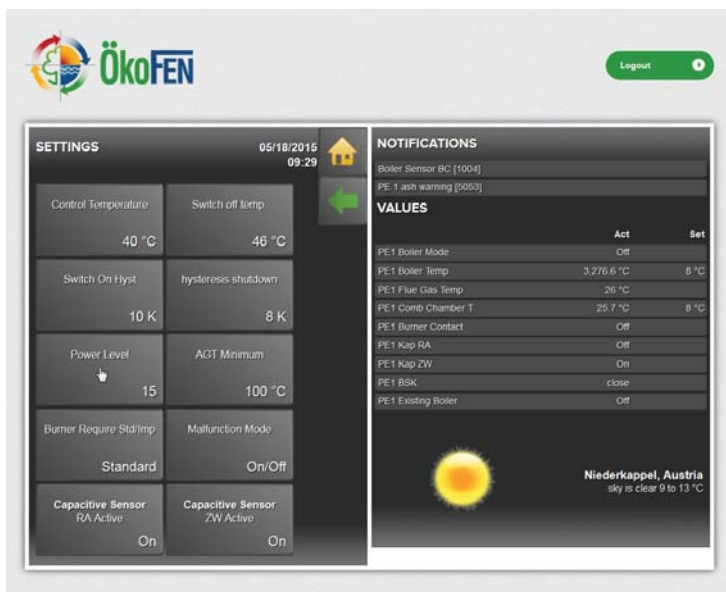 ÖkoFEN
Logout
SETTINGS
05/18/2015
09:29
Control Temperature
40 °C
Switch off temp
46 °C
Switch On Hyst
10 K
hysteresis shutdown
8 K
Power Level
15
AGT Minimum
100 °C
Burner Require Std/Imp
Standard
Malfunction Mode
On/Off
Capacitive Sensor
RA Active
On
Capacitive Sensor
ZW Active
On
NOTIFICATIONS
Boiler Sensor BC [1004]
PE 1 ash warning [5053]
VALUES
Act Set
PE1 Boiler Mode Off
PE1 Boiler Temp 3,276.6 °C 8 °C
PE1 Flue Gas Temp 26 °C
PE1 Comb Chamber T 25.7 °C 8 °C
PE1 Burner Contact Off
PE1 Kap RA Off
PE1 Kap ZW On
PE1 BSK close
PE1 Existing Boiler Off
Niederkappel, Austria
sky is clear 9 to 13 °C